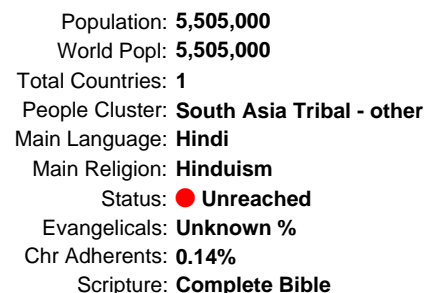 Population: 5,505,000
World Popl: 5,505,000
Total Countries: 1
People Cluster: South Asia Tribal - other
Main Language: Hindi
Main Religion: Hinduism
Status: Unreached
Evangelicals: Unknown %
Chr Adherents: 0.14%
Scripture: Complete Bible